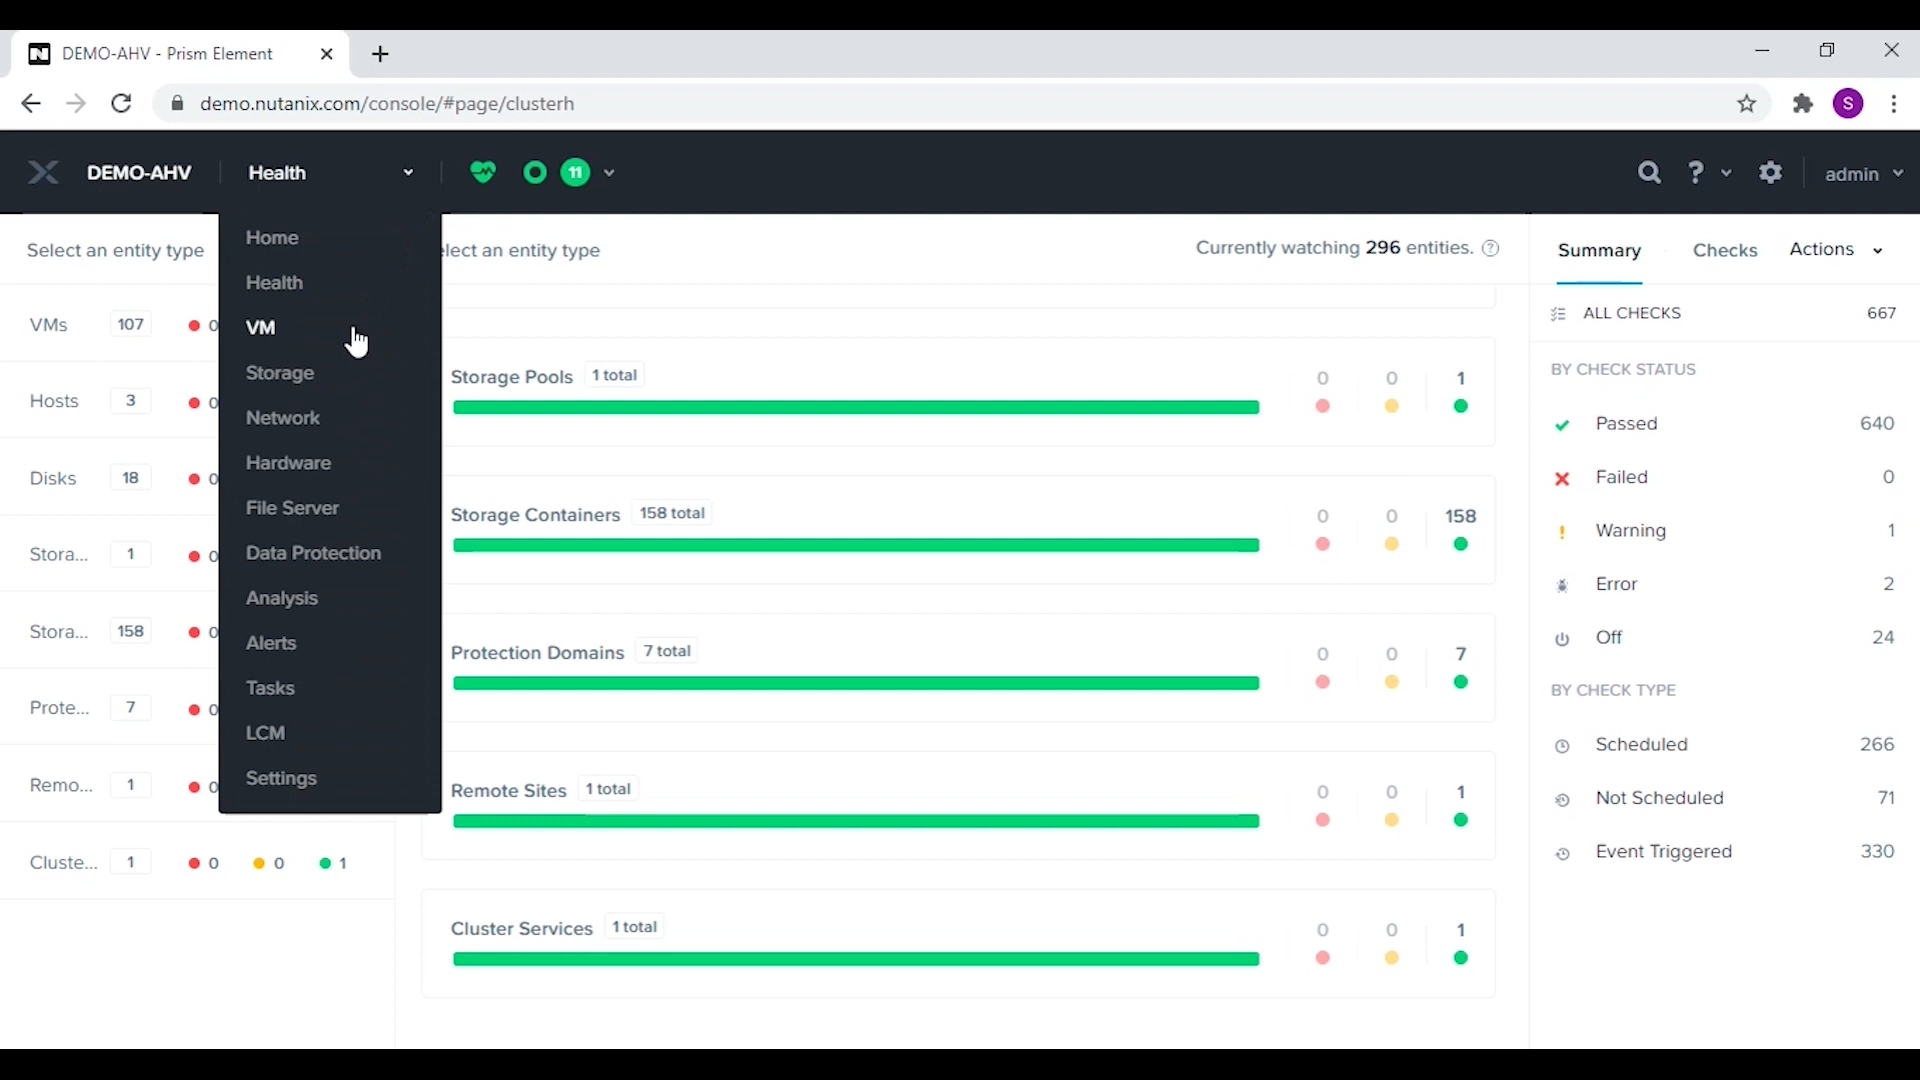 DEMO-AHV - Prism Element
demo.nutanix.com/console/#page/clusterh
S
DEMO-AHV
Health
11
?
admin
Home
Health
VM
Storage
Network
Hardware
File Server
Data Protection
Analysis
Alerts
Tasks
LCM
Settings
Select an entity type
VMs 107 0
Hosts 3 0
Disks 18 0
Stora... 1 0
Stora... 158 0
Prote... 7 0
Remo... 1 0
Cluste... 1 0 0 1
lect an entity type
Currently watching 296 entities. ?
Storage Pools 1 total 0 0 1
Storage Containers 158 total 0 0 158
Protection Domains 7 total 0 0 7
Remote Sites 1 total 0 0 1
Cluster Services 1 total 0 0 1
Summary Checks Actions
ALL CHECKS 667
BY CHECK STATUS
Passed 640
Failed 0
Warning 1
Error 2
Off 24
BY CHECK TYPE
Scheduled 266
Not Scheduled 71
Event Triggered 330